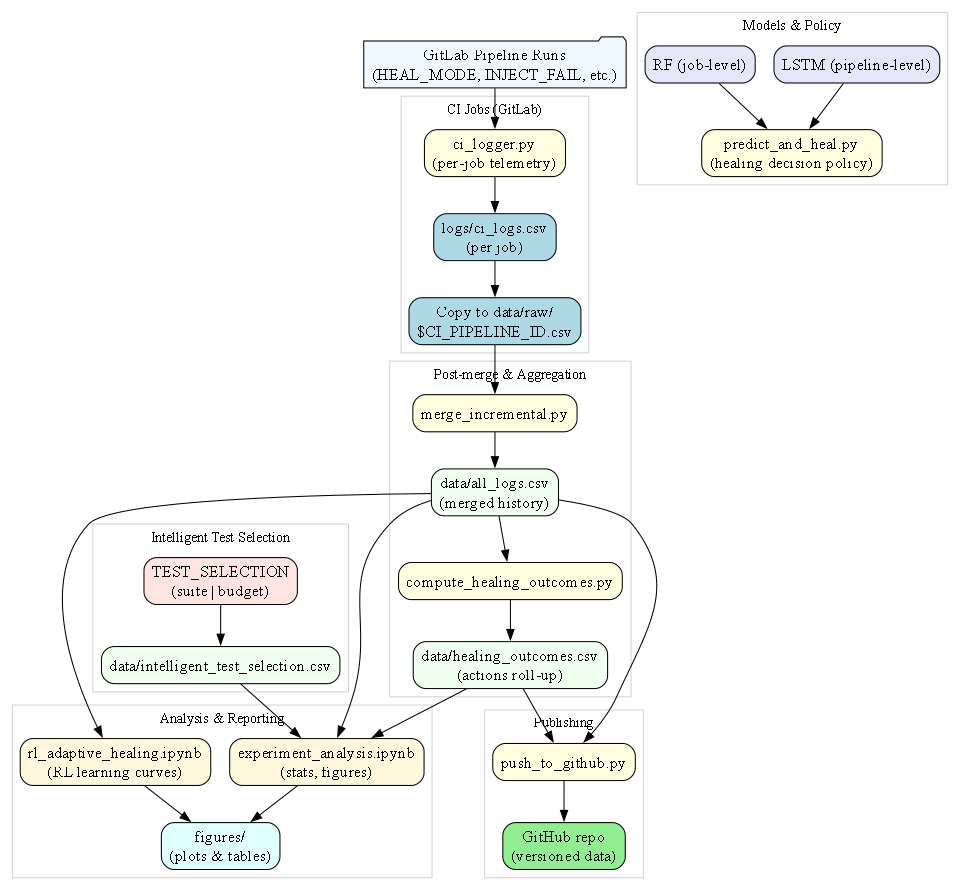 Models & Policy
GitLab Pipeline Runs
(HEAL_MODE, INJECT_FAIL, etc.)
RF (job-level)
LSTM (pipeline-level)
CI Jobs (GitLab)
ci_logger.py
(per-job telemetry)
predict_and_heal.py
(healing decision policy)
logs/ci_logs.csv
(per job)
Copy to data/raw/
$CI_PIPELINE_ID.csv
Post-merge & Aggregation
merge_incremental.py
data/all_logs.csv
(merged history)
Intelligent Test Selection
TEST_SELECTION
(suite | budget)
compute_healing_outcomes.py
data/intelligent_test_selection.csv
data/healing_outcomes.csv
(actions roll-up)
Analysis & Reporting
Publishing
rl_adaptive_healing.ipynb
(RL learning curves)
experiment_analysis.ipynb
(stats, figures)
push_to_github.py
figures/
(plots & tables)
GitHub repo
(versioned data)